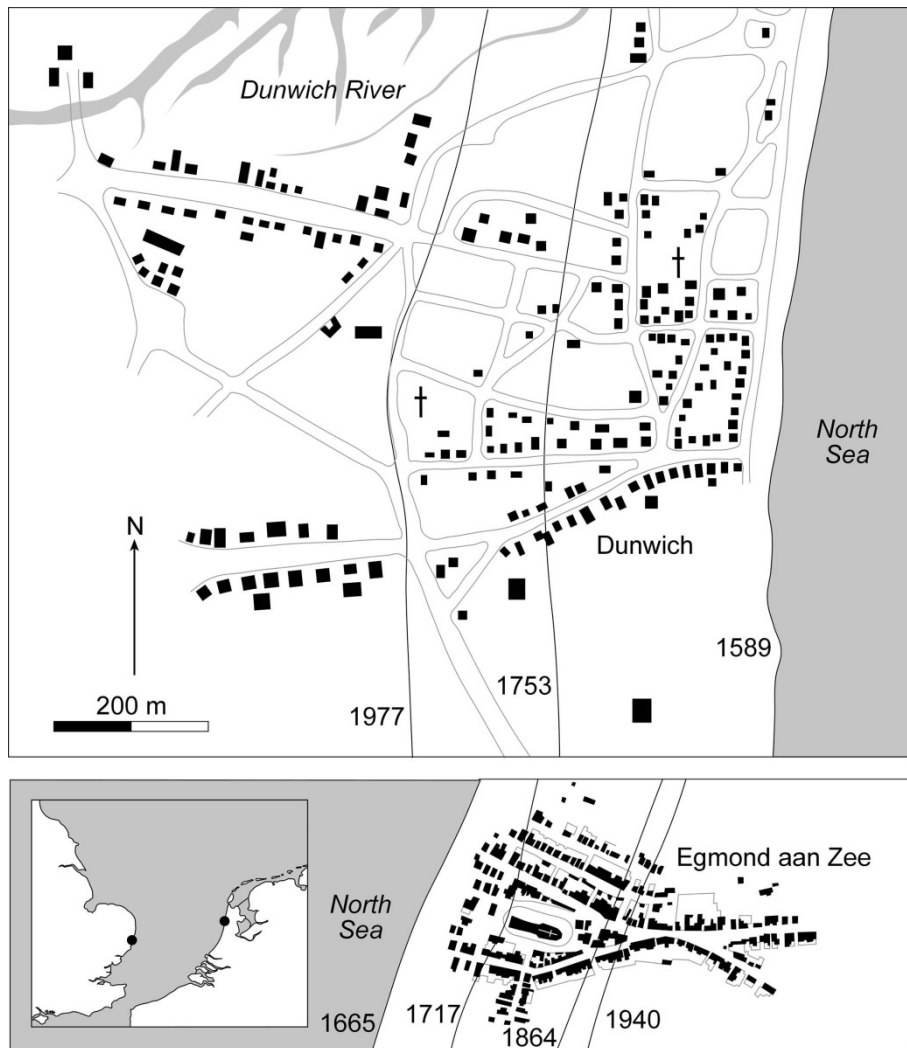 Dunwich River
North
Sea
Dunwich
N
1589
1753
200 m
1977
Egmond aan Zee
North
Sea
1717
1940
1665
1864